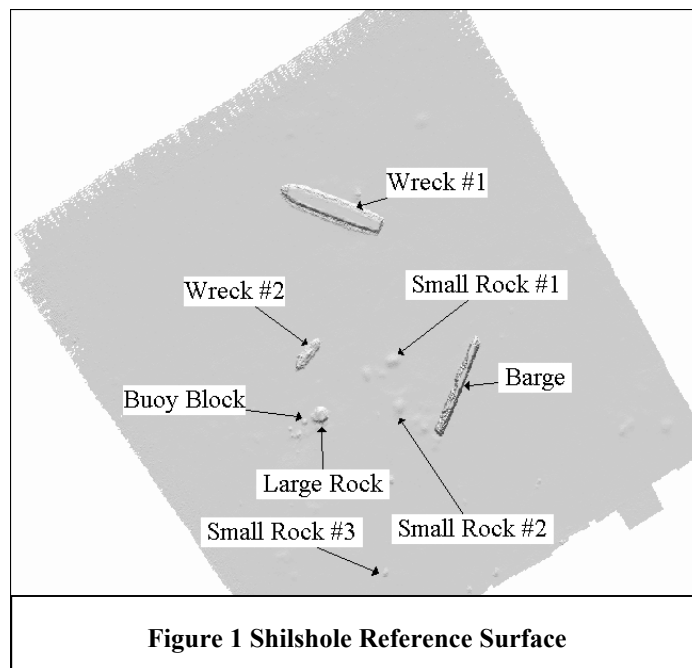 Wreck #1
Small Rock #1
Wreck #2
Barge
Buoy Block
Large Rock
Small Rock #2
Small Rock #3
Figure 1 Shilshole Reference Surface